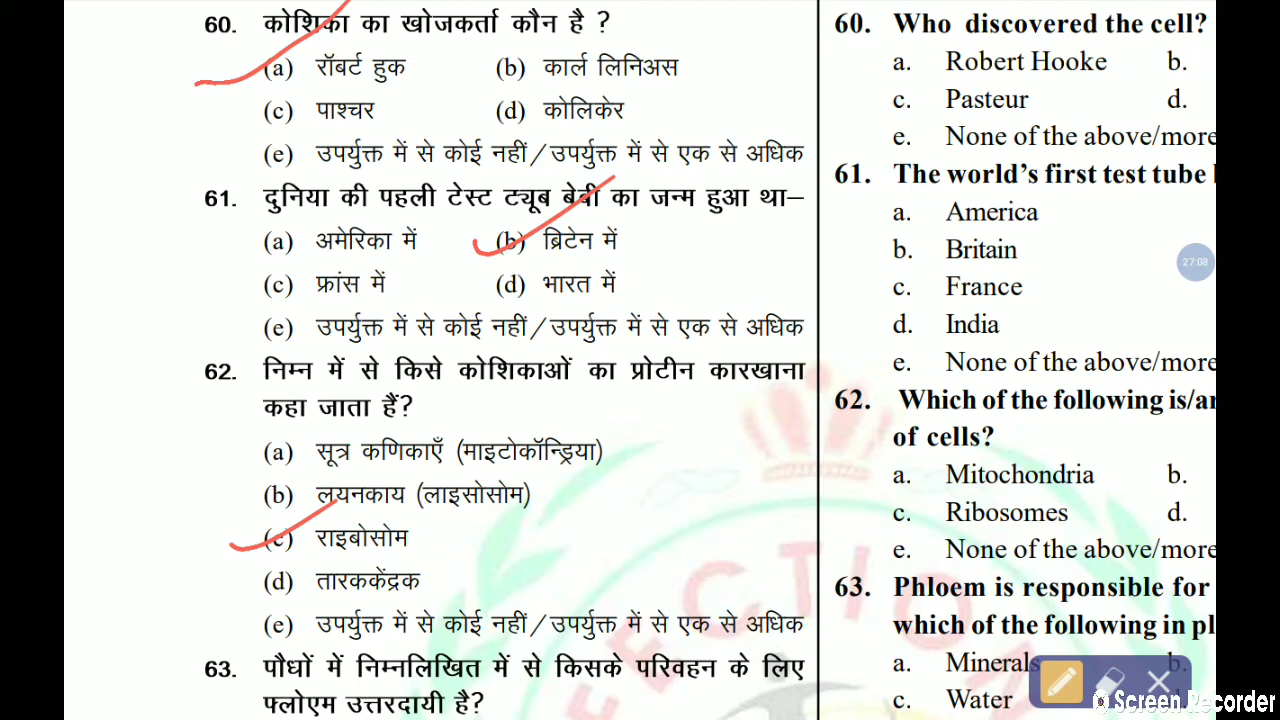 60. कोशिका का खोजकर्ता कौन है ?
(a) रॉबर्ट हुक (b) कार्ल लिनिअस
(c) पाश्चर (d) कोलिकेर
(e) उपर्युक्त में से कोई नहीं/उपर्युक्त में से एक से अधिक
61. दुनिया की पहली टेस्ट ट्यूब बेबी का जन्म हुआ था–
(a) अमेरिका में (b) ब्रिटेन में
(c) फ्रांस में (d) भारत में
(e) उपर्युक्त में से कोई नहीं/उपर्युक्त में से एक से अधिक
62. निम्न में से किसे कोशिकाओं का प्रोटीन कारखाना
कहा जाता हैं?
(a) सूत्र कणिकाएँ (माइटोकॉन्ड्रिया)
(b) लयनकाय (लाइसोसोम)
(c) राइबोसोम
(d) तारककेंद्रक
(e) उपर्युक्त में से कोई नहीं/उपर्युक्त में से एक से अधिक
63. पौधों में निम्नलिखित में से किसके परिवहन के लिए
फ्लोएम उत्तरदायी है?
60. Who discovered the cell?
a. Robert Hooke b.
c. Pasteur d.
e. None of the above/more
61. The world's first test tube
a. America
b. Britain
c. France
d. India
e. None of the above/more
62. Which of the following is/ar
of cells?
a. Mitochondria b.
c. Ribosomes d.
e. None of the above/more
63. Phloem is responsible for
which of the following in pl
a. Minerals b.
c. Water
27:08
EECTION
Screen Recorder